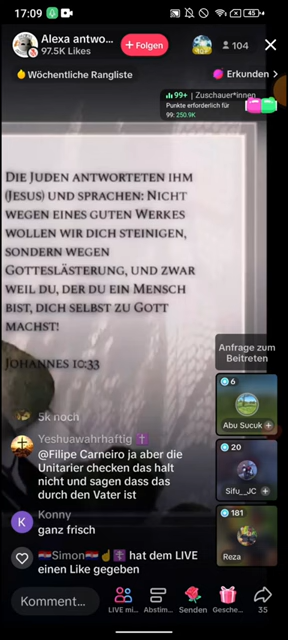 17:09
45
Alexa antwo...
97.5K Likes
+ Folgen
104
Wöchentliche Rangliste
Erkunden >
99+ | Zuschauer*innen
Punkte erforderlich für
99: 250.9K
Die Juden antworteten ihm
(Jesus) und sprachen: Nicht
wegen eines guten Werkes
wollen wir dich steinigen,
sondern wegen
Gotteslästerung, und zwar
weil du, der du ein Mensch
bist, dich selbst zu Gott
machst!
Johannes 10:33
Anfrage zum
Beitreten
6
Abu Sucuk
5k noch
Yeshuawahrhaftig
@Filipe Carneiro ja aber die
Unitarier checken das halt
nicht und sagen dass das
durch den Vater ist
20
Sifu_JC
K
Konny
ganz frisch
181
Reza
Simon hat dem LIVE
einen Like gegeben
Komment...
LIVE mi...
Abstim...
Senden
Gesche...
35